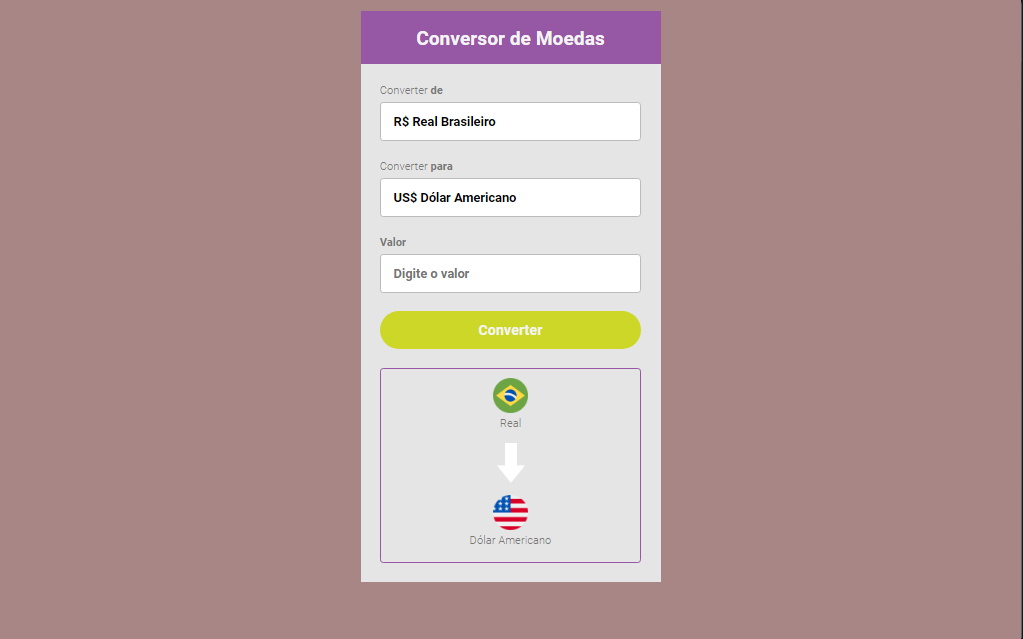 Conversor de Moedas
Converter de
R$ Real Brasileiro
Converter para
US$ Dólar Americano
Valor
Digite o valor
Converter
Real
Dólar Americano